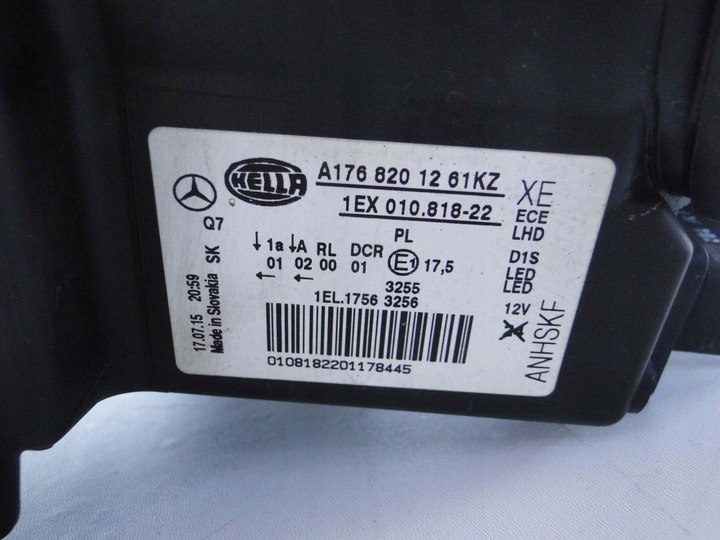 HELLA
A176 820 12 61KZ
1EX 010.818-22
XE
ECE
LHD
Q7
PL
↓1a ↓A RL DCR E1 17,5
01 02 00 01
← ←
D1S
LED
LED
3255
1EL.1756 3256
12V
ANHSKF
0108182201178445
17.07.15 20:59
Made in Slovakia SK